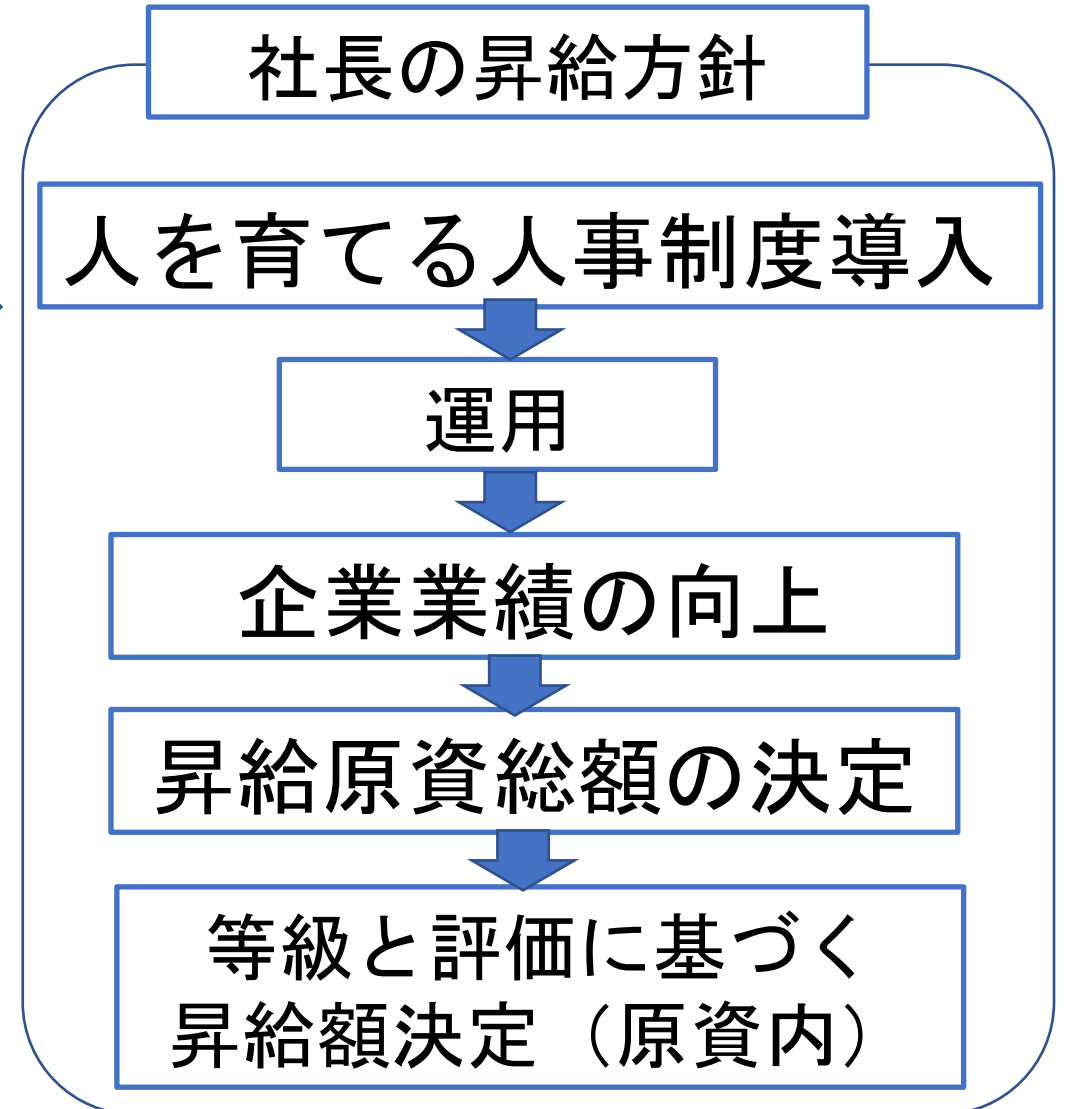 社長の昇給方針
人を育てる人事制度導入
運用
企業業績の向上
昇給原資総額の決定
等級と評価に基づく
昇給額決定（原資内）